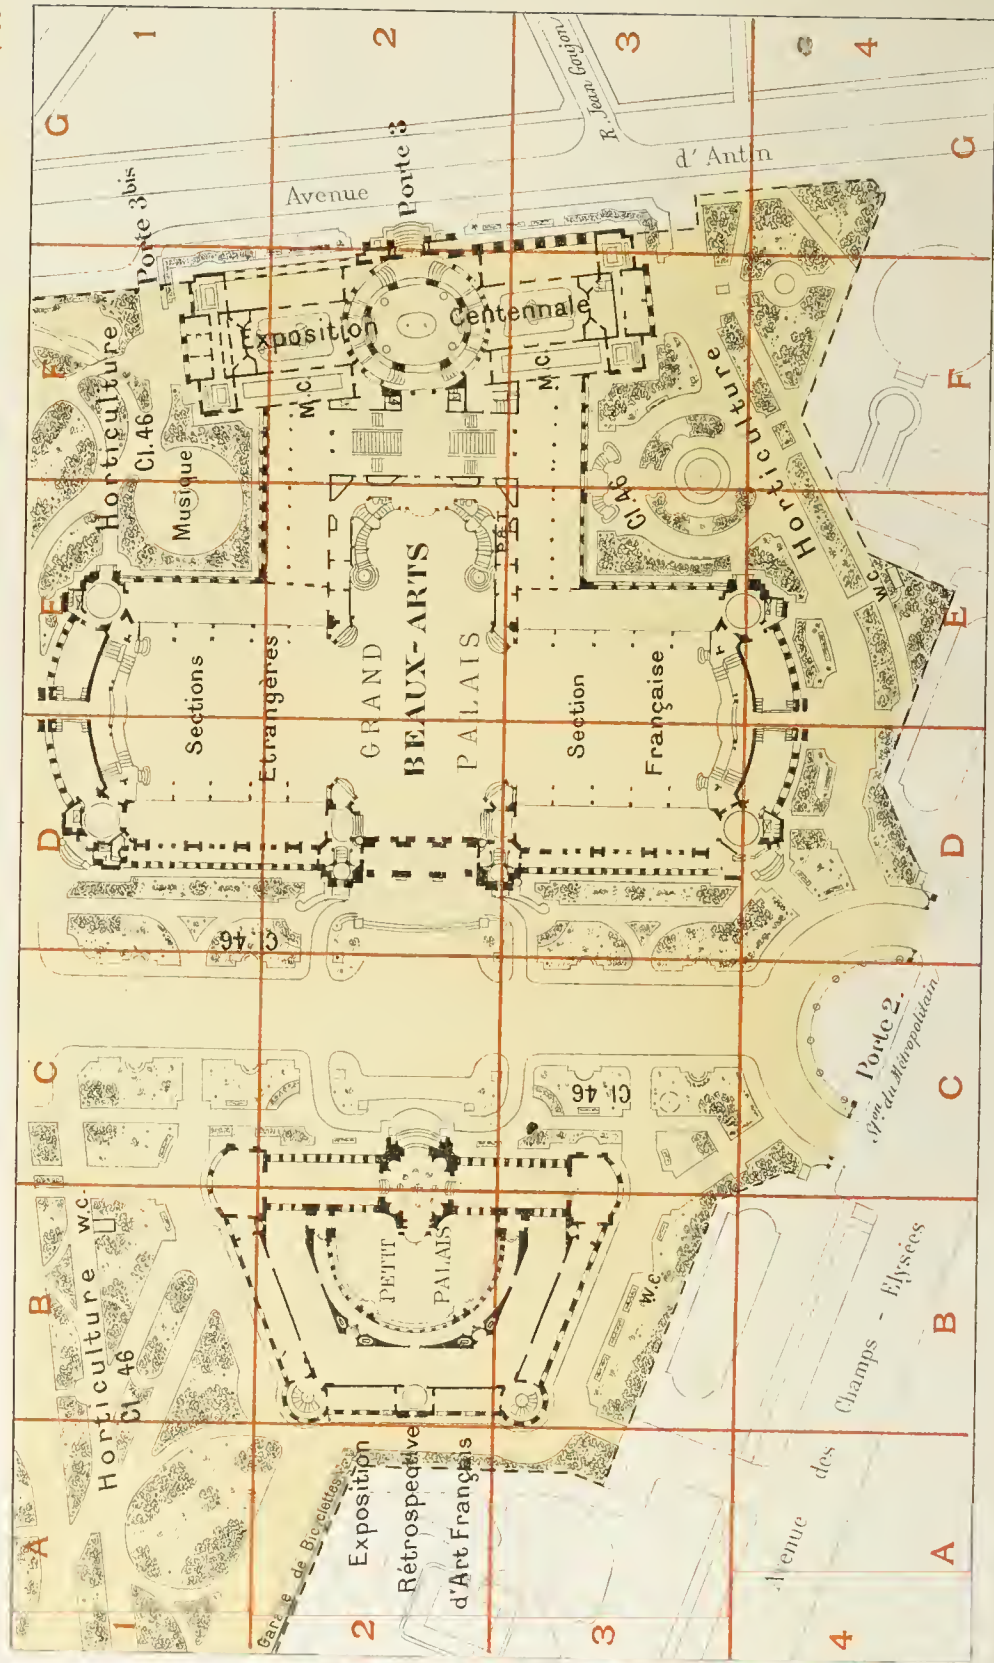 1
2
3
4
G
G
R. Jean Goujon
Avenue
d'Antin
Porte 3bis
Porte 3
F
F
Horticulture
Cl. 46
Musique
Exposition
Centennale
M.C.
M.C.
Cl. 46
Horticulture
W.C.
E
E
Sections
Etrangères
GRAND
BEAUX-ARTS
PALAIS
Section
Française
D
D
Cl. 46
C
C
Cl. 46
Porte 2.
Ston. du Métropolitain
B
B
W.C.
Horticulture
Cl. 46
PETIT
PALAIS
W.C.
Avenue des Champs-Elysées
A
A
Garage de Bicyclettes
Exposition
Rétrospective
d'Art Français
1
2
3
4